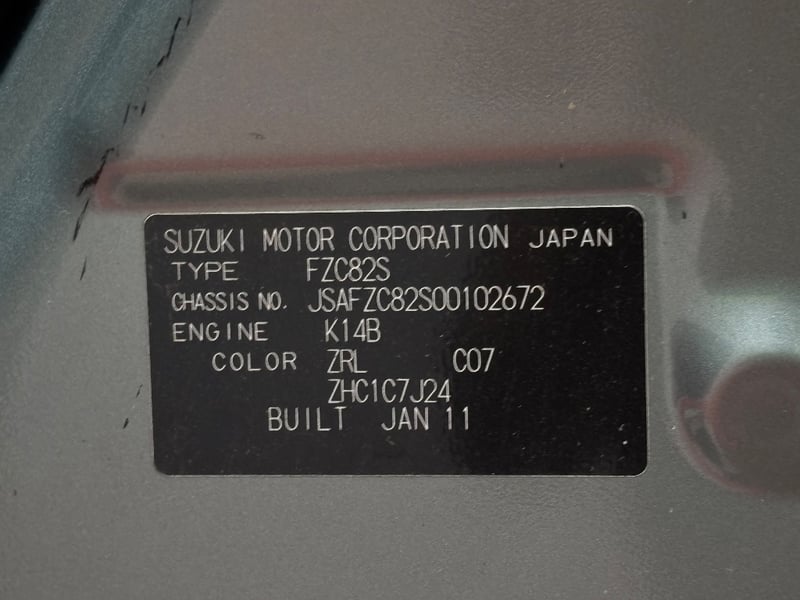 SUZUKI MOTOR CORPORATION JAPAN
TYPE FZC82S
CHASSIS NO. JSAFZC82S00102672
ENGINE K14B
COLOR ZRL C07
ZHC1C7J24
BUILT JAN 11